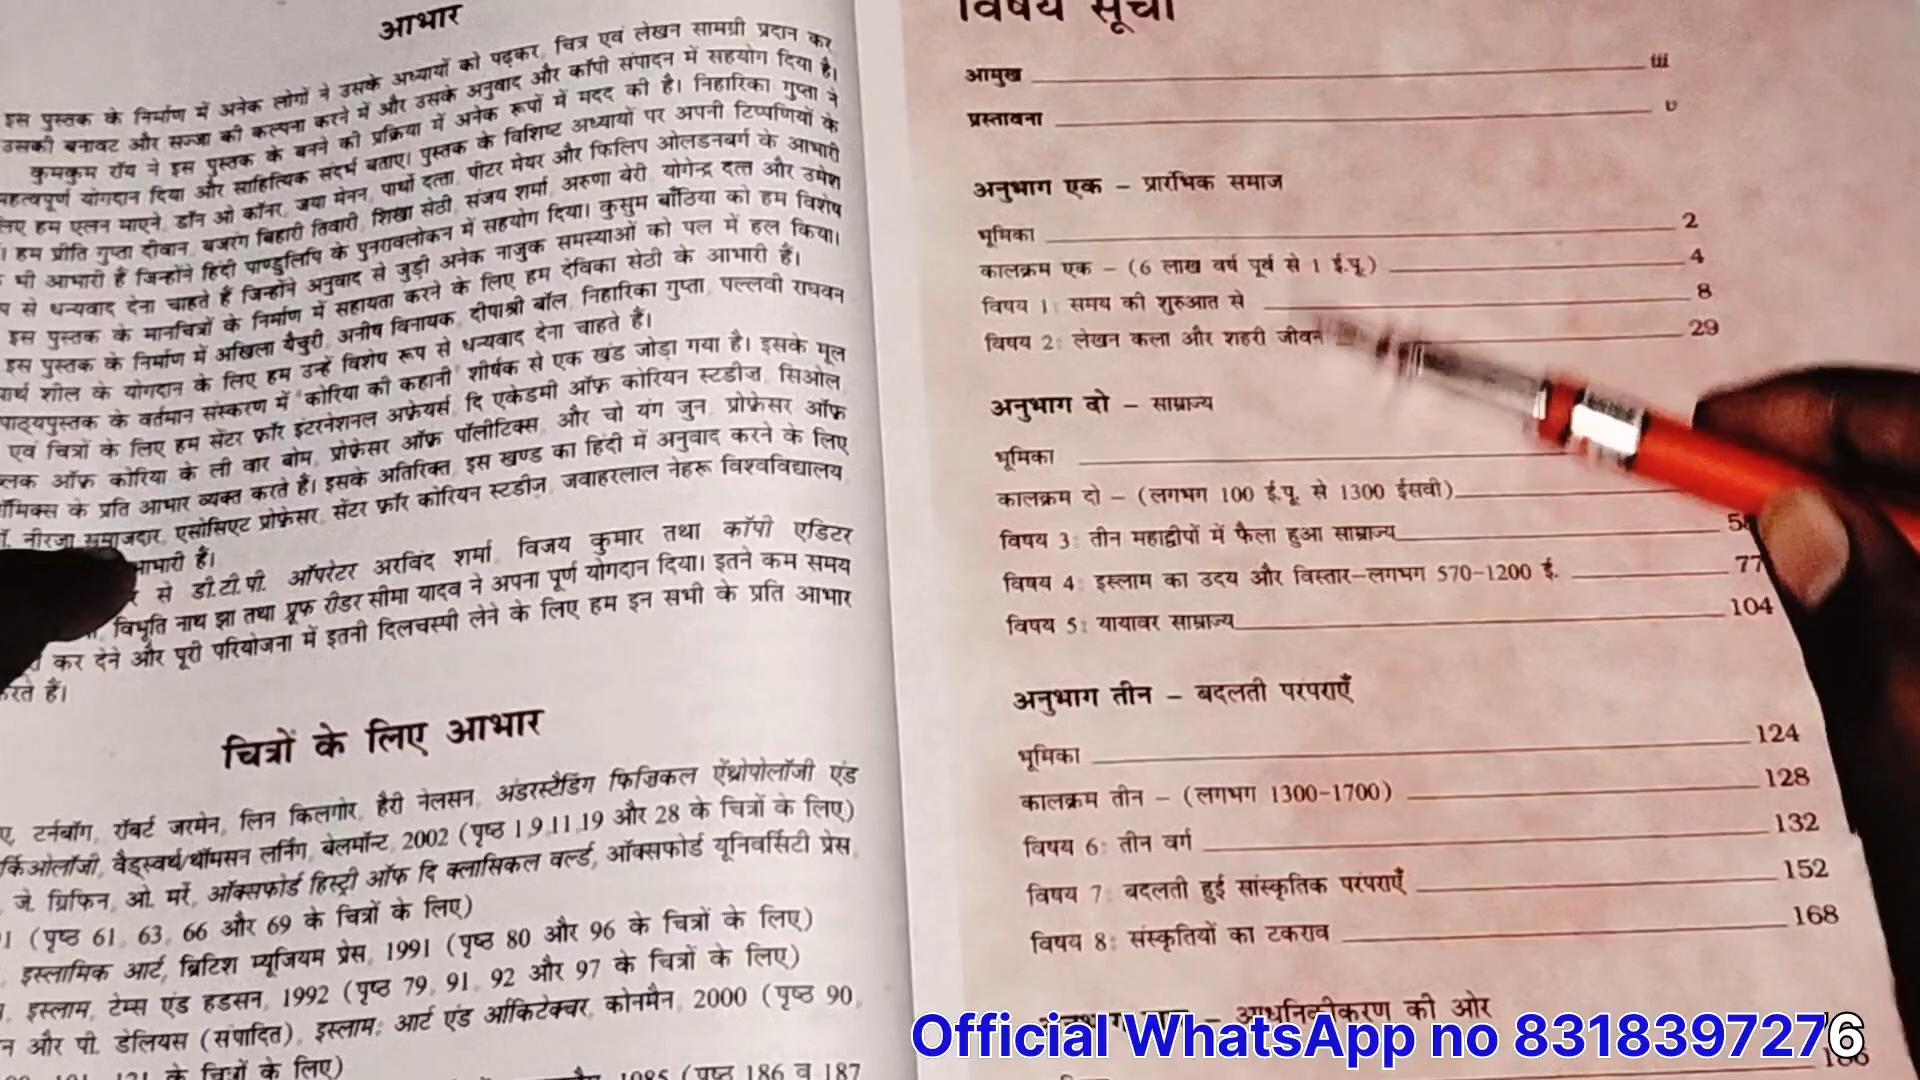 आभार
इस पुस्तक के निर्माण में अनेक लोगों ने उसके अध्यायों को पढ़कर, चित्र एवं लेखन सामग्री प्रदान कर
उसकी बनावट और सज्जा की कल्पना करने में और उसके अनुवाद और कॉपी संपादन में सहयोग दिया है।
कुमकुम रॉय ने इस पुस्तक के बनने की प्रक्रिया में अनेक रूपों में मदद की है। निहारिका गुप्ता ने
महत्वपूर्ण योगदान दिया और साहित्यिक संदर्भ बताए। पुस्तक के विशिष्ट अध्यायों पर अपनी टिप्पणियों के
लिए हम एलन माएने, डॉन ओ कॉनर, जया मेनन, पार्थो दत्ता, पीटर मेयर और फिलिप ओलडनबर्ग के आभारी
। हम प्रीति गुप्ता दीवान, बजरंग बिहारी तिवारी, शिखा सेठी, संजय शर्मा, अरुणा बेरी, योगेन्द्र दत्त और उमेश
भी आभारी हैं जिन्होंने हिंदी पाण्डुलिपि के पुनरावलोकन में सहयोग दिया। कुसुम बाँठिया को हम विशेष
प से धन्यवाद देना चाहते हैं जिन्होंने अनुवाद से जुड़ी अनेक नाजुक समस्याओं को पल में हल किया।
इस पुस्तक के मानचित्रों के निर्माण में सहायता करने के लिए हम देविका सेठी के आभारी हैं।
इस पुस्तक के निर्माण में अखिला यैचुरी, अनीष विनायक, दीपाश्री बॉल, निहारिका गुप्ता, पल्लवी राघवन
पार्थ शील के योगदान के लिए हम उन्हें विशेष रूप से धन्यवाद देना चाहते हैं।
पाठ्यपुस्तक के वर्तमान संस्करण में "कोरिया की कहानी" शीर्षक से एक खंड जोड़ा गया है। इसके मूल
एवं चित्रों के लिए हम सेंटर फ़ॉर इंटरनेशनल अफ़ेयर्स, दि एकेडमी ऑफ़ कोरियन स्टडीज, सिओल,
लक ऑफ़ कोरिया के ली वार बोम, प्रोफ़ेसर ऑफ़ पॉलीटिक्स, और चो यंग जुन, प्रोफ़ेसर ऑफ़
नॉमिक्स के प्रति आभार व्यक्त करते हैं। इसके अतिरिक्त, इस खण्ड का हिंदी में अनुवाद करने के लिए
नीरजा समाजदार, एसोसिएट प्रोफ़ेसर, सेंटर फ़ॉर कोरियन स्टडीज, जवाहरलाल नेहरू विश्वविद्यालय
आभारी हैं।
से डी.टी.पी. ऑपरेटर अरविंद शर्मा, विजय कुमार तथा कॉपी एडिटर
विभूति नाथ झा तथा प्रूफ रीडर सीमा यादव ने अपना पूर्ण योगदान दिया। इतने कम समय
कर देने और पूरी परियोजना में इतनी दिलचस्पी लेने के लिए हम इन सभी के प्रति आभार
करते हैं।
चित्रों के लिए आभार
ए. टर्नबॉग, रॉबर्ट जरमेन, लिन किलगोर, हैरी नेलसन, अंडरस्टैंडिंग फिज़िकल ऐंथ्रोपोलॉजी एंड
र्किओलॉजी, वैड्स्वर्थ/थॉमसन लर्निंग, बेलमॉन्ट, 2002 (पृष्ठ 1,9,11,19 और 28 के चित्रों के लिए)
जे. ग्रिफिन, ओ. मर्रे, ऑक्सफोर्ड हिस्ट्री ऑफ दि क्लासिकल वर्ल्ड, ऑक्सफोर्ड यूनिवर्सिटी प्रेस,
1 (पृष्ठ 61, 63, 66 और 69 के चित्रों के लिए)
इस्लामिक आर्ट, ब्रिटिश म्यूजियम प्रेस, 1991 (पृष्ठ 80 और 96 के चित्रों के लिए)
इस्लाम, टेम्स एंड हडसन, 1992 (पृष्ठ 79, 91, 92 और 97 के चित्रों के लिए)
न और पी. डेलियस (संपादित), इस्लाम: आर्ट एंड आर्किटेक्चर, कोनमैन, 2000 (पृष्ठ 90,
के चित्रों के लिए)
1985 (पृष्ठ 186 व 187
विषय सूची
आमुख iii
प्रस्तावना v
अनुभाग एक – प्रारंभिक समाज
भूमिका 2
कालक्रम एक – (6 लाख वर्ष पूर्व से 1 ई.पू.) 4
विषय 1: समय की शुरुआत से 8
विषय 2: लेखन कला और शहरी जीवन 29
अनुभाग दो – साम्राज्य
भूमिका
कालक्रम दो – (लगभग 100 ई.पू. से 1300 ईसवी)
विषय 3: तीन महाद्वीपों में फैला हुआ साम्राज्य
विषय 4: इस्लाम का उदय और विस्तार–लगभग 570-1200 ई. 77
विषय 5: यायावर साम्राज्य 104
अनुभाग तीन – बदलती परंपराएँ
भूमिका 124
कालक्रम तीन – (लगभग 1300-1700) 128
विषय 6: तीन वर्ग 132
विषय 7: बदलती हुई सांस्कृतिक परंपराएँ 152
विषय 8: संस्कृतियों का टकराव 168
– आधुनिकीकरण की ओर
Official WhatsApp no 8318397276